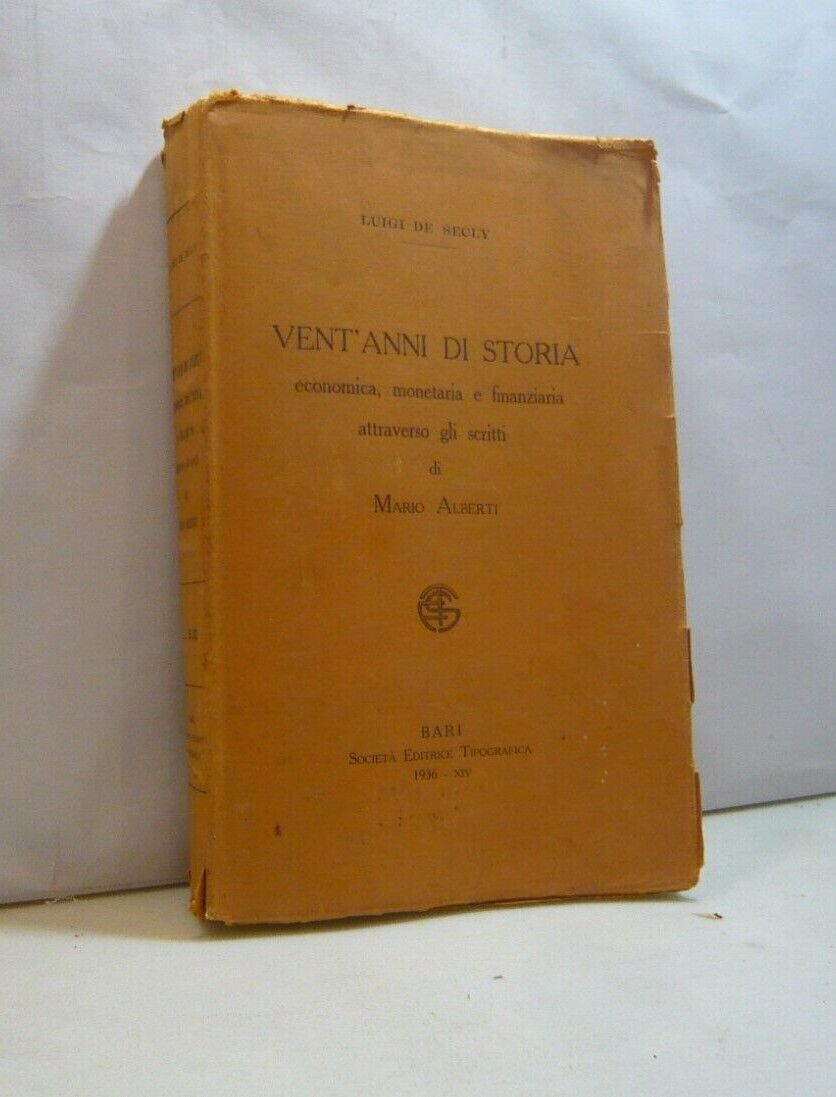 LUIGI DE SECLY
VENT'ANNI DI STORIA
economica, monetaria e finanziaria
attraverso gli scritti
di
MARIO ALBERTI
BARI
SOCIETÀ EDITRICE TIPOGRAFICA
1936 - XIV